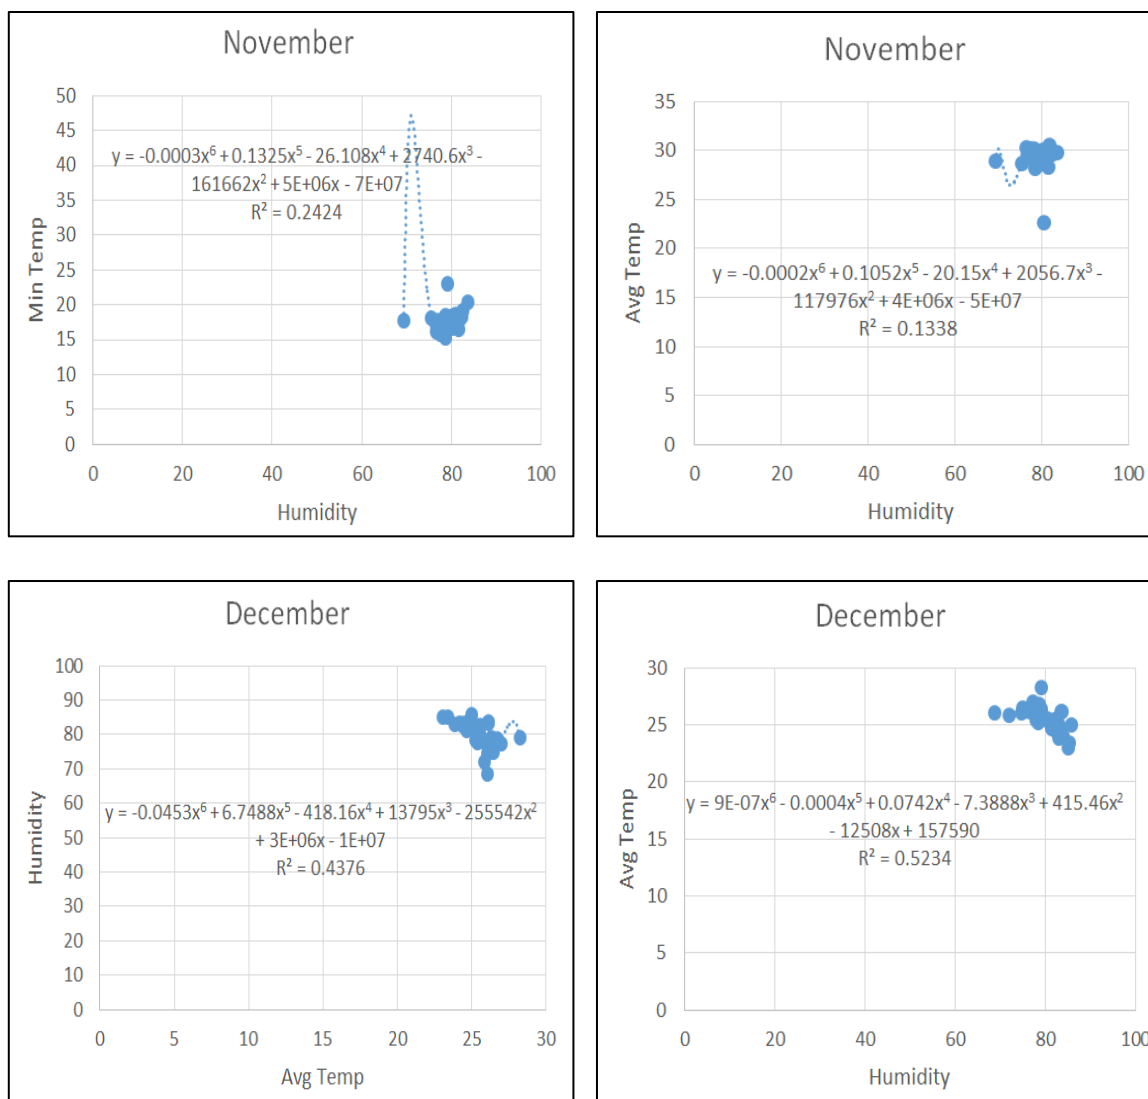 November
50
45
40
35
30
25
20
15
10
5
0
Min Temp
y = -0.0003x⁶ + 0.1325x⁵ - 26.108x⁴ + 2740.6x³ -
161662x² + 5E+06x - 7E+07
R² = 0.2424
0 20 40 60 80 100
Humidity
November
35
30
25
20
15
10
5
0
Avg Temp
y = -0.0002x⁶ + 0.1052x⁵ - 20.15x⁴ + 2056.7x³ -
117976x² + 4E+06x - 5E+07
R² = 0.1338
0 20 40 60 80 100
Humidity
December
100
90
80
70
60
50
40
30
20
10
0
Humidity
y = -0.0453x⁶ + 6.7488x⁵ - 418.16x⁴ + 13795x³ - 255542x²
+ 3E+06x - 1E+07
R² = 0.4376
0 5 10 15 20 25 30
Avg Temp
December
30
25
20
15
10
5
0
Avg Temp
y = 9E-07x⁶ - 0.0004x⁵ + 0.0742x⁴ - 7.3888x³ + 415.46x²
- 12508x + 157590
R² = 0.5234
0 20 40 60 80 100
Humidity